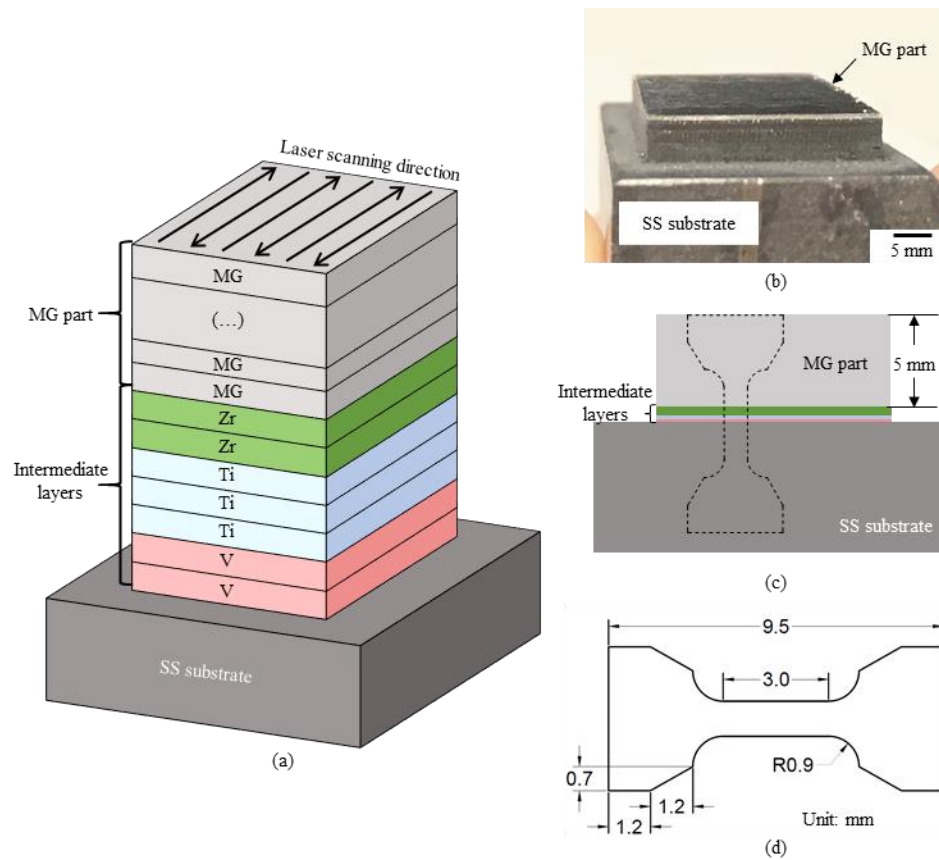 Laser scanning direction
MG
(...)
MG
MG
Zr
Zr
Ti
Ti
Ti
V
V
MG part
Intermediate
layers
SS substrate
(a)
MG part
SS substrate
5 mm
(b)
MG part
5 mm
Intermediate
layers
SS substrate
(c)
9.5
3.0
0.7
R0.9
1.2
1.2
Unit: mm
(d)